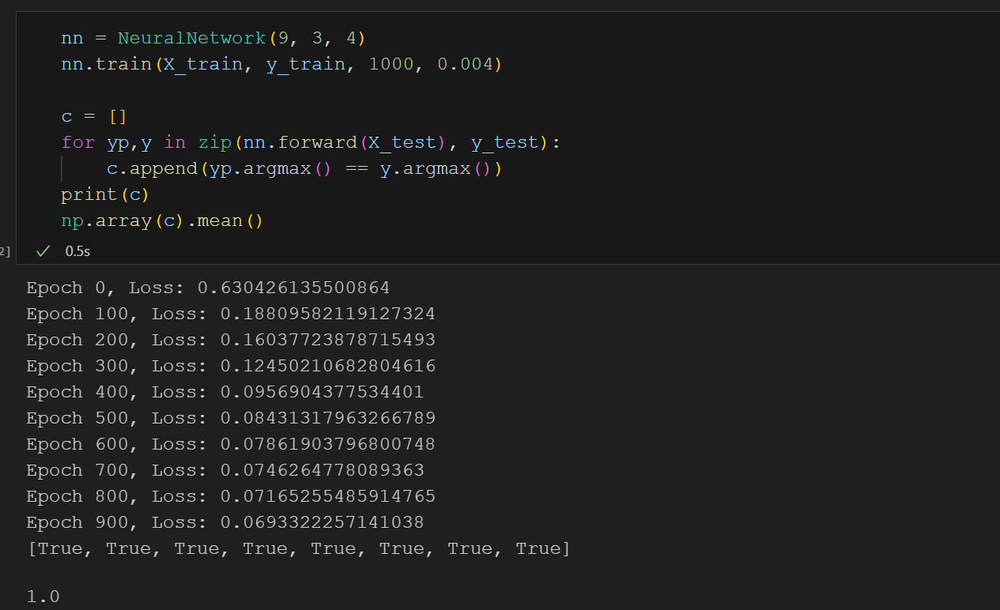 nn = NeuralNetwork(9, 3, 4)
nn.train(X_train, y_train, 1000, 0.004)
c = []
for yp,y in zip(nn.forward(X_test), y_test):
    c.append(yp.argmax() == y.argmax())
print(c)
np.array(c).mean()
2] ✓ 0.5s
Epoch 0, Loss: 0.630426135500864
Epoch 100, Loss: 0.18809582119127324
Epoch 200, Loss: 0.16037723878715493
Epoch 300, Loss: 0.12450210682804616
Epoch 400, Loss: 0.0956904377534401
Epoch 500, Loss: 0.08431317963266789
Epoch 600, Loss: 0.07861903796800748
Epoch 700, Loss: 0.0746264778089363
Epoch 800, Loss: 0.07165255485914765
Epoch 900, Loss: 0.0693322257141038
[True, True, True, True, True, True, True, True]
1.0